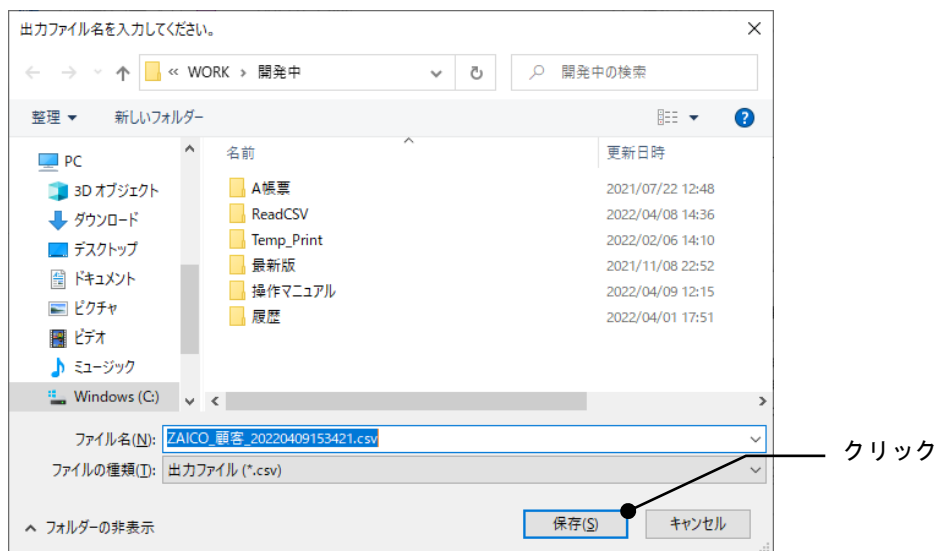 出力ファイル名を入力してください。
« WORK › 開発中
開発中の検索
整理 新しいフォルダー
名前 更新日時
PC
3D オブジェクト
ダウンロード
デスクトップ
ドキュメント
ピクチャ
ビデオ
ミュージック
Windows (C:)
A帳票 2021/07/22 12:48
ReadCSV 2022/04/08 14:36
Temp_Print 2022/02/06 14:10
最新版 2021/11/08 22:52
操作マニュアル 2022/04/09 12:15
履歴 2022/04/01 17:51
ファイル名(N): ZAICO_顧客_20220409153421.csv
ファイルの種類(T): 出力ファイル (*.csv)
クリック
フォルダーの非表示
保存(S) キャンセル